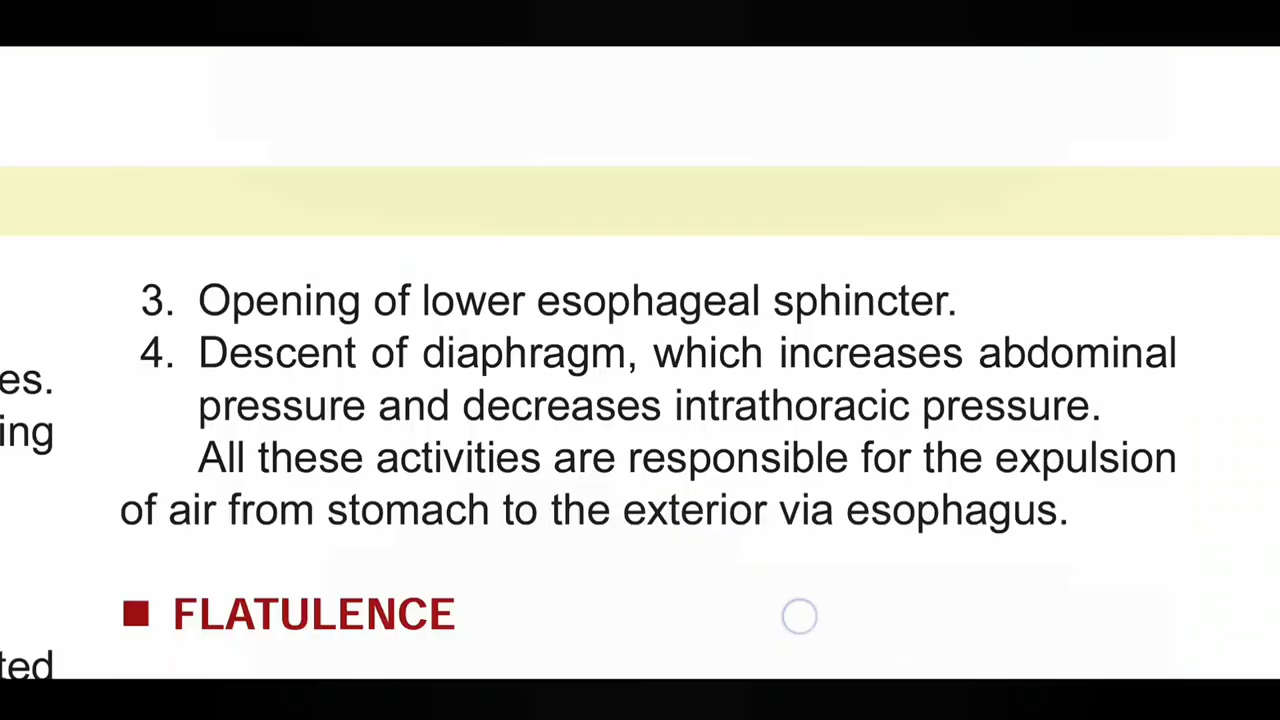 3. Opening of lower esophageal sphincter.
4. Descent of diaphragm, which increases abdominal
pressure and decreases intrathoracic pressure.
All these activities are responsible for the expulsion
of air from stomach to the exterior via esophagus.
■ FLATULENCE
es.
ing
ted